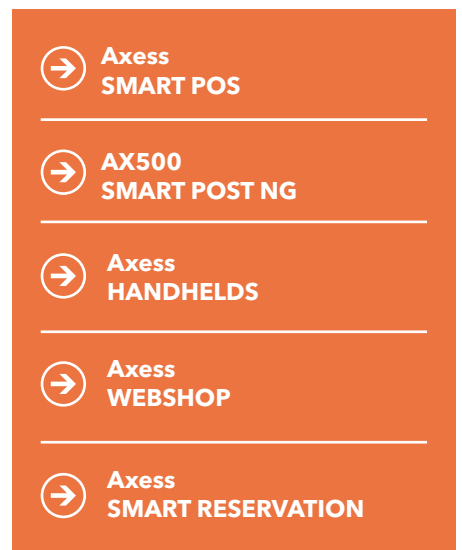 Axess
SMART POS
AX500
SMART POST NG
Axess
HANDHELDS
Axess
WEBSHOP
Axess
SMART RESERVATION